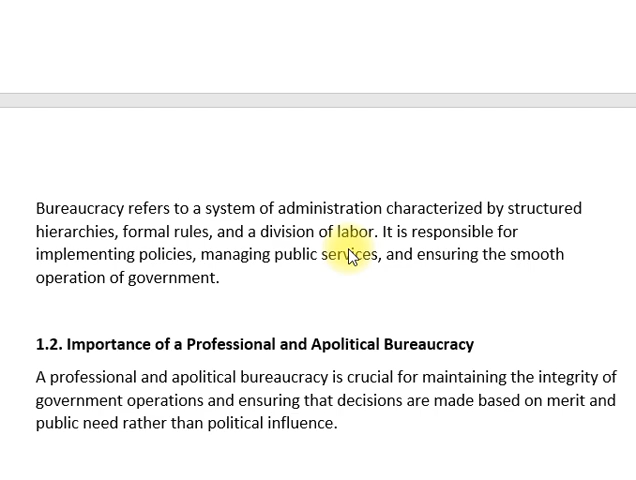 Bureaucracy refers to a system of administration characterized by structured
hierarchies, formal rules, and a division of labor. It is responsible for
implementing policies, managing public services, and ensuring the smooth
operation of government.
1.2. Importance of a Professional and Apolitical Bureaucracy
A professional and apolitical bureaucracy is crucial for maintaining the integrity of
government operations and ensuring that decisions are made based on merit and
public need rather than political influence.